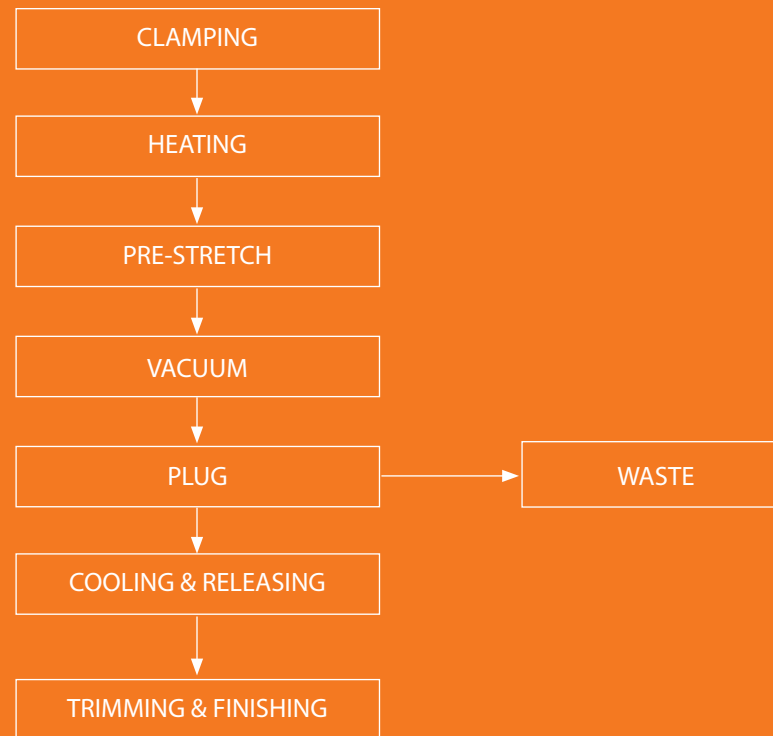 CLAMPING
HEATING
PRE-STRETCH
VACUUM
PLUG
WASTE
COOLING & RELEASING
TRIMMING & FINISHING